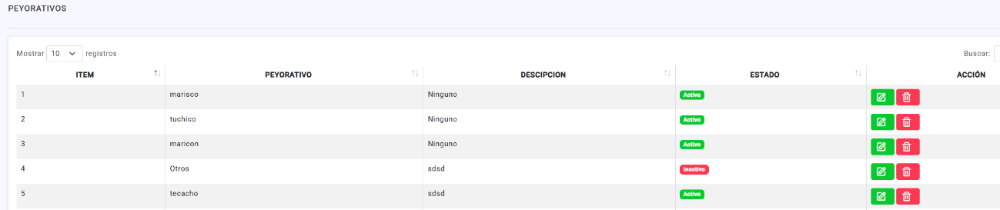 PEYORATIVOS
Mostrar 10 registros Buscar:
ITEM PEYORATIVO DESCIPCION ESTADO ACCIÓN
1 marisco Ninguno Activo
2 tuchico Ninguno Activo
3 maricon Ninguno Activo
4 Otros sdsd Inactivo
5 tecacho sdsd Activo